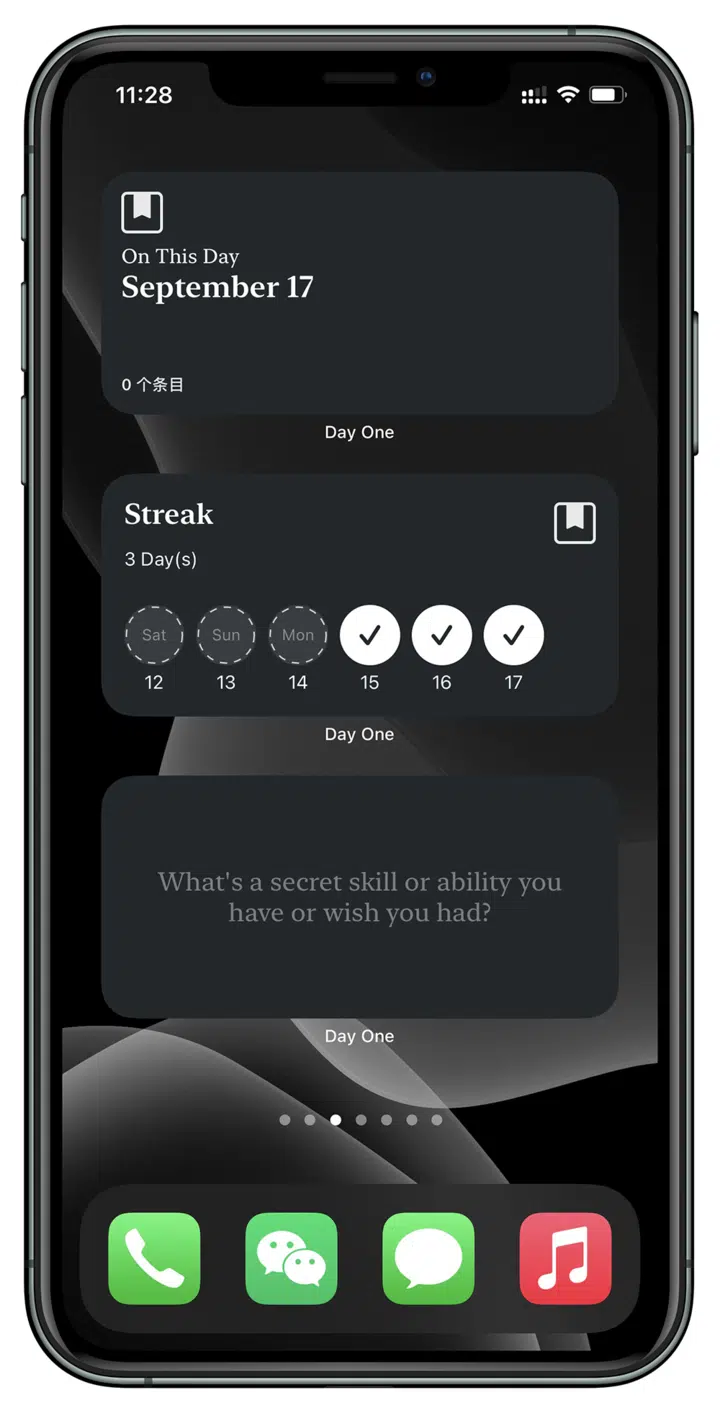 11:28
On This Day
September 17
0 个条目
Day One
Streak
3 Day(s)
Sat Sun Mon
12 13 14 15 16 17
Day One
What's a secret skill or ability you
have or wish you had?
Day One